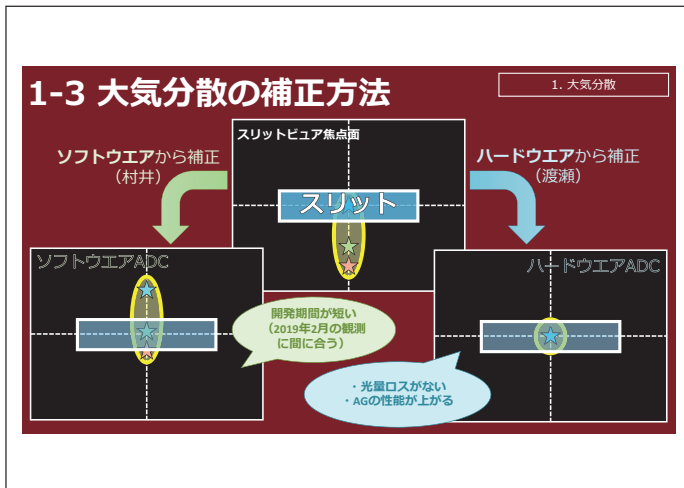 1-3 大気分散の補正方法
1. 大気分散
スリットビュア焦点面
ソフトウエアから補正
（村井）
ハードウエアから補正
（渡瀬）
スリット
ソフトウエアADC
ハードウエアADC
開発期間が短い
（2019年2月の観測
に間に合う）
・光量ロスがない
・AGの性能が上がる